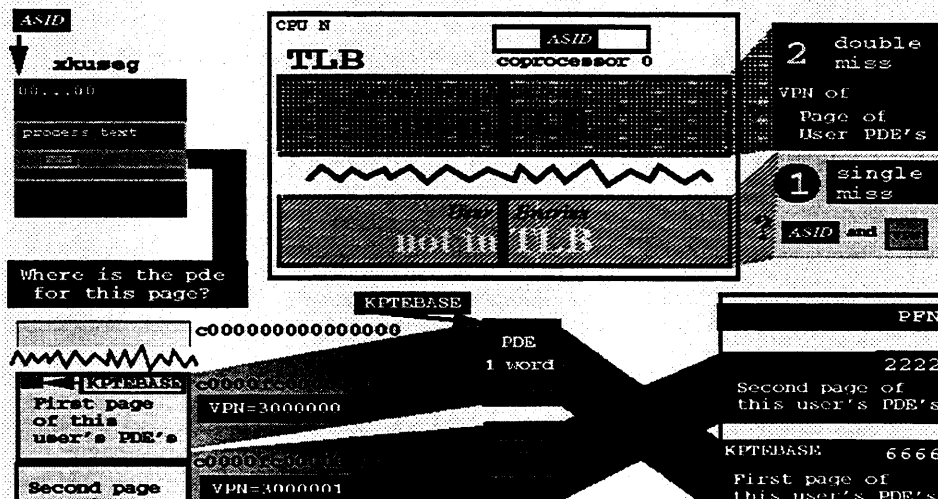 ASID
xkuseg
00...00
process text
Where is the pde
for this page?
CPU N
TLB
ASID
coprocessor 0
User Entries
not in TLB
2 double
miss
VPN of
Page of
User PDE's
1 single
miss
?
ASID and
KPTEBASE
c000000000000000
KPTEBASE
First page
of this
user's PDE's
VPN=3000000
Second page
VPN=3000001
PDE
1 word
PFN
2222
Second page of
this user's PDE's
KPTEBASE 6666
First page of
this user's PDE's